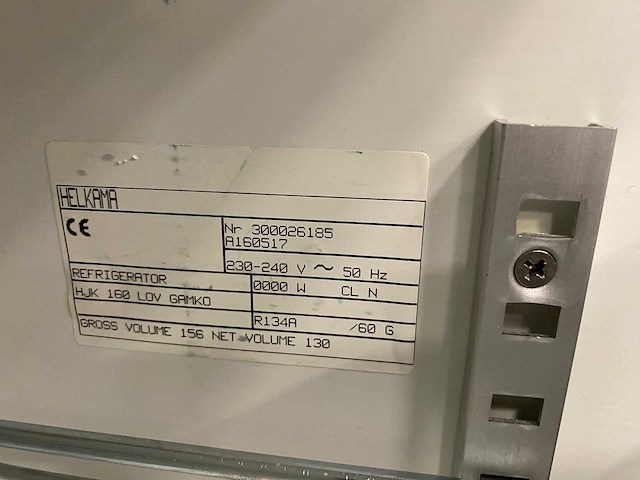 HELKAMA
CE
Nr 300026185
A160517
230-240 V ~ 50 Hz
REFRIGERATOR
0000 W CL N
HJK 160 LOV GAMKO
R134A /60 G
GROSS VOLUME 156 NET VOLUME 130